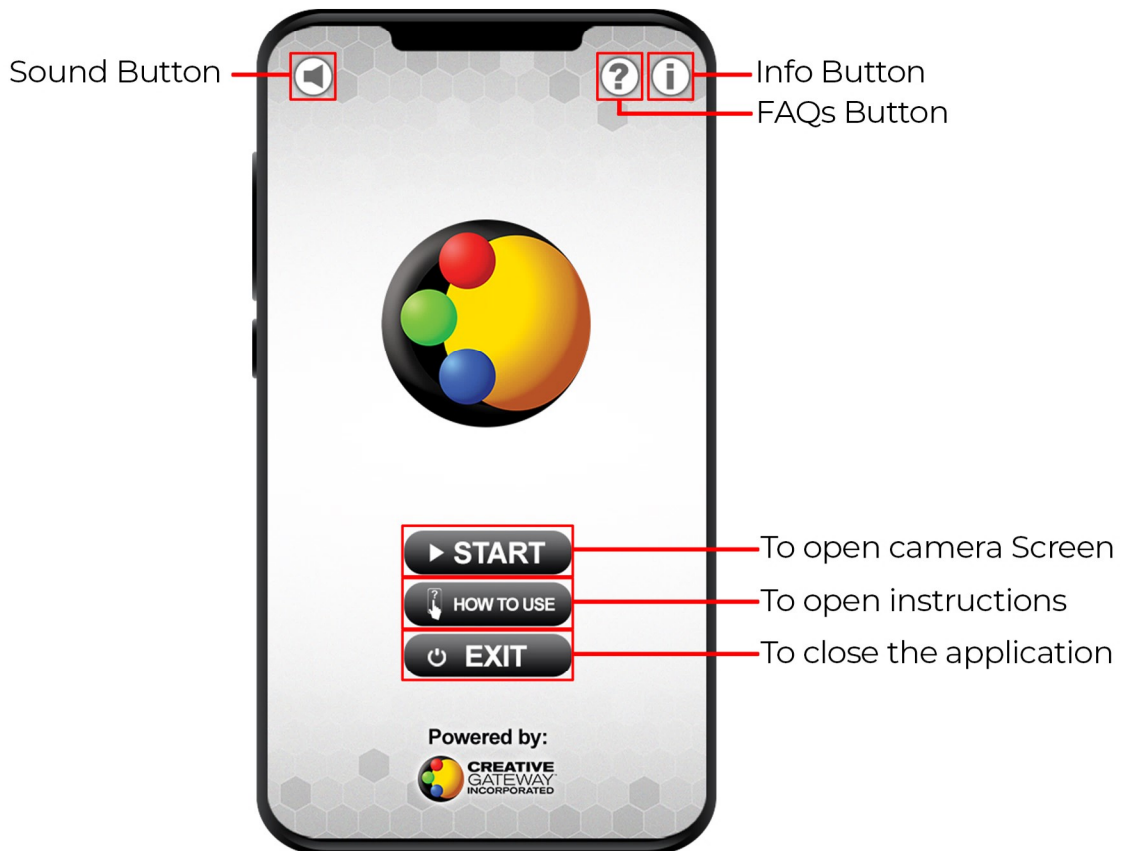 Sound Button
?
i
Info Button
FAQs Button
START
To open camera Screen
?
HOW TO USE
To open instructions
EXIT
To close the application
Powered by:
CREATIVE
GATEWAY™
INCORPORATED